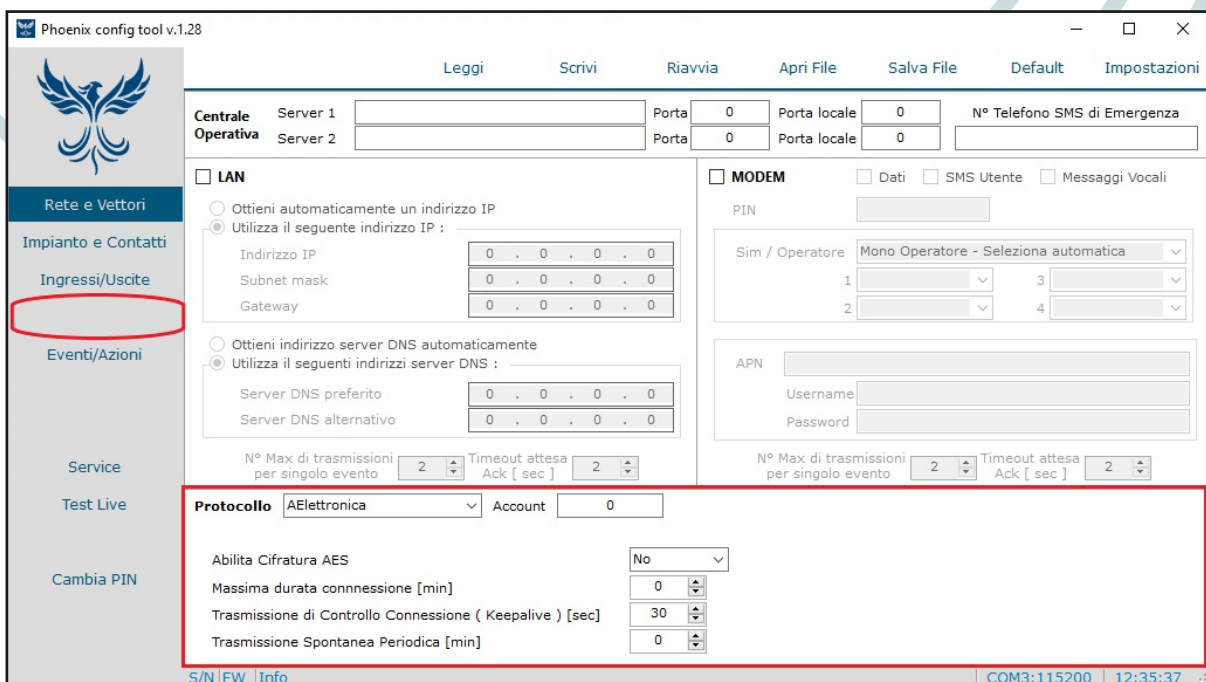 Phoenix config tool v.1.28
Leggi Scrivi Riavvia Apri File Salva File Default Impostazioni
Centrale Operativa
Server 1 Porta 0 Porta locale 0 N° Telefono SMS di Emergenza
Server 2 Porta 0 Porta locale 0
Rete e Vettori
Impianto e Contatti
Ingressi/Uscite
Eventi/Azioni
Service
Test Live
Cambia PIN
LAN
Ottieni automaticamente un indirizzo IP
Utilizza il seguente indirizzo IP :
Indirizzo IP 0 . 0 . 0 . 0
Subnet mask 0 . 0 . 0 . 0
Gateway 0 . 0 . 0 . 0
Ottieni indirizzo server DNS automaticamente
Utilizza il seguenti indirizzi server DNS :
Server DNS preferito 0 . 0 . 0 . 0
Server DNS alternativo 0 . 0 . 0 . 0
N° Max di trasmissioni per singolo evento 2 Timeout attesa Ack [ sec ] 2
MODEM Dati SMS Utente Messaggi Vocali
PIN
Sim / Operatore Mono Operatore - Seleziona automatica
1 3
2 4
APN
Username
Password
N° Max di trasmissioni per singolo evento 2 Timeout attesa Ack [ sec ] 2
Protocollo AElettronica Account 0
Abilita Cifratura AES No
Massima durata connnessione [min] 0
Trasmissione di Controllo Connessione ( Keepalive ) [sec] 30
Trasmissione Spontanea Periodica [min] 0
S/N FW Info COM3:115200 12:35:37